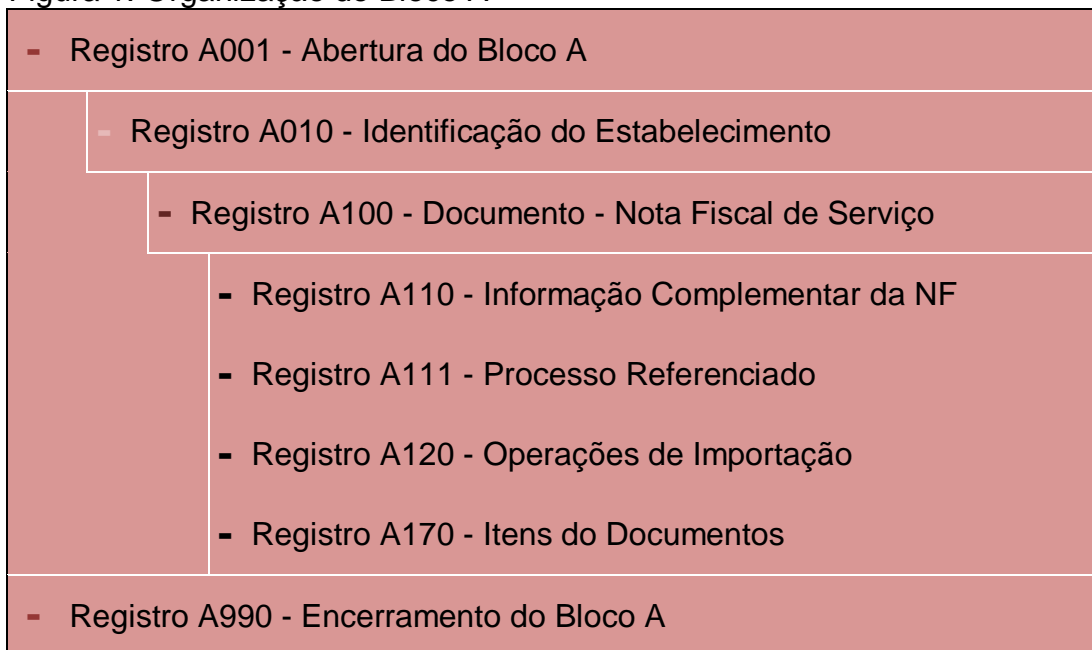 - Registro A001 - Abertura do Bloco A
- Registro A010 - Identificação do Estabelecimento
- Registro A100 - Documento - Nota Fiscal de Serviço
- Registro A110 - Informação Complementar da NF
- Registro A111 - Processo Referenciado
- Registro A120 - Operações de Importação
- Registro A170 - Itens do Documentos
- Registro A990 - Encerramento do Bloco A